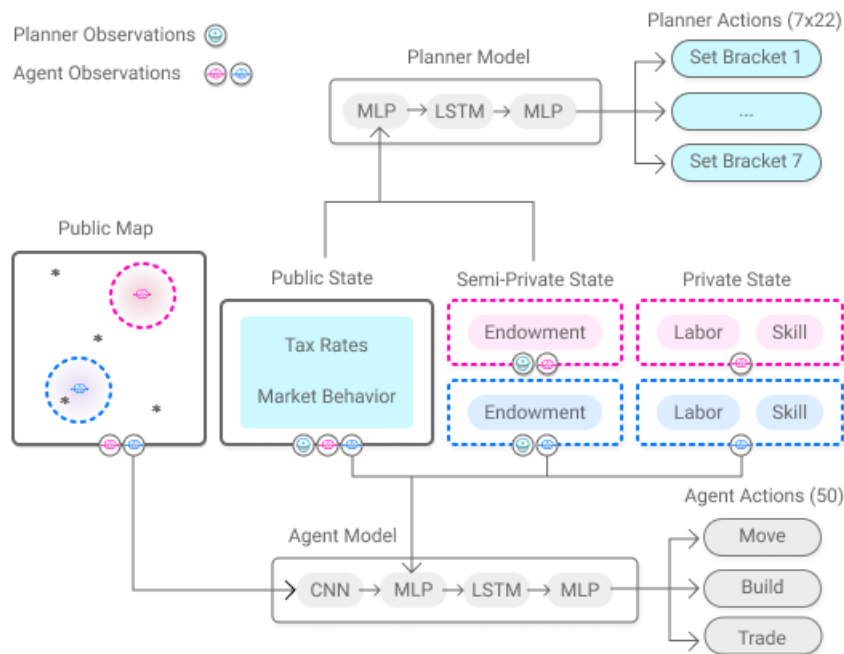 Planner Observations
Agent Observations
Planner Model
MLP
LSTM
MLP
Planner Actions (7x22)
Set Bracket 1
...
Set Bracket 7
Public Map
*
*
*
*
Public State
Tax Rates
Market Behavior
Semi-Private State
Endowment
Endowment
Private State
Labor
Skill
Labor
Skill
Agent Model
CNN
MLP
LSTM
MLP
Agent Actions (50)
Move
Build
Trade